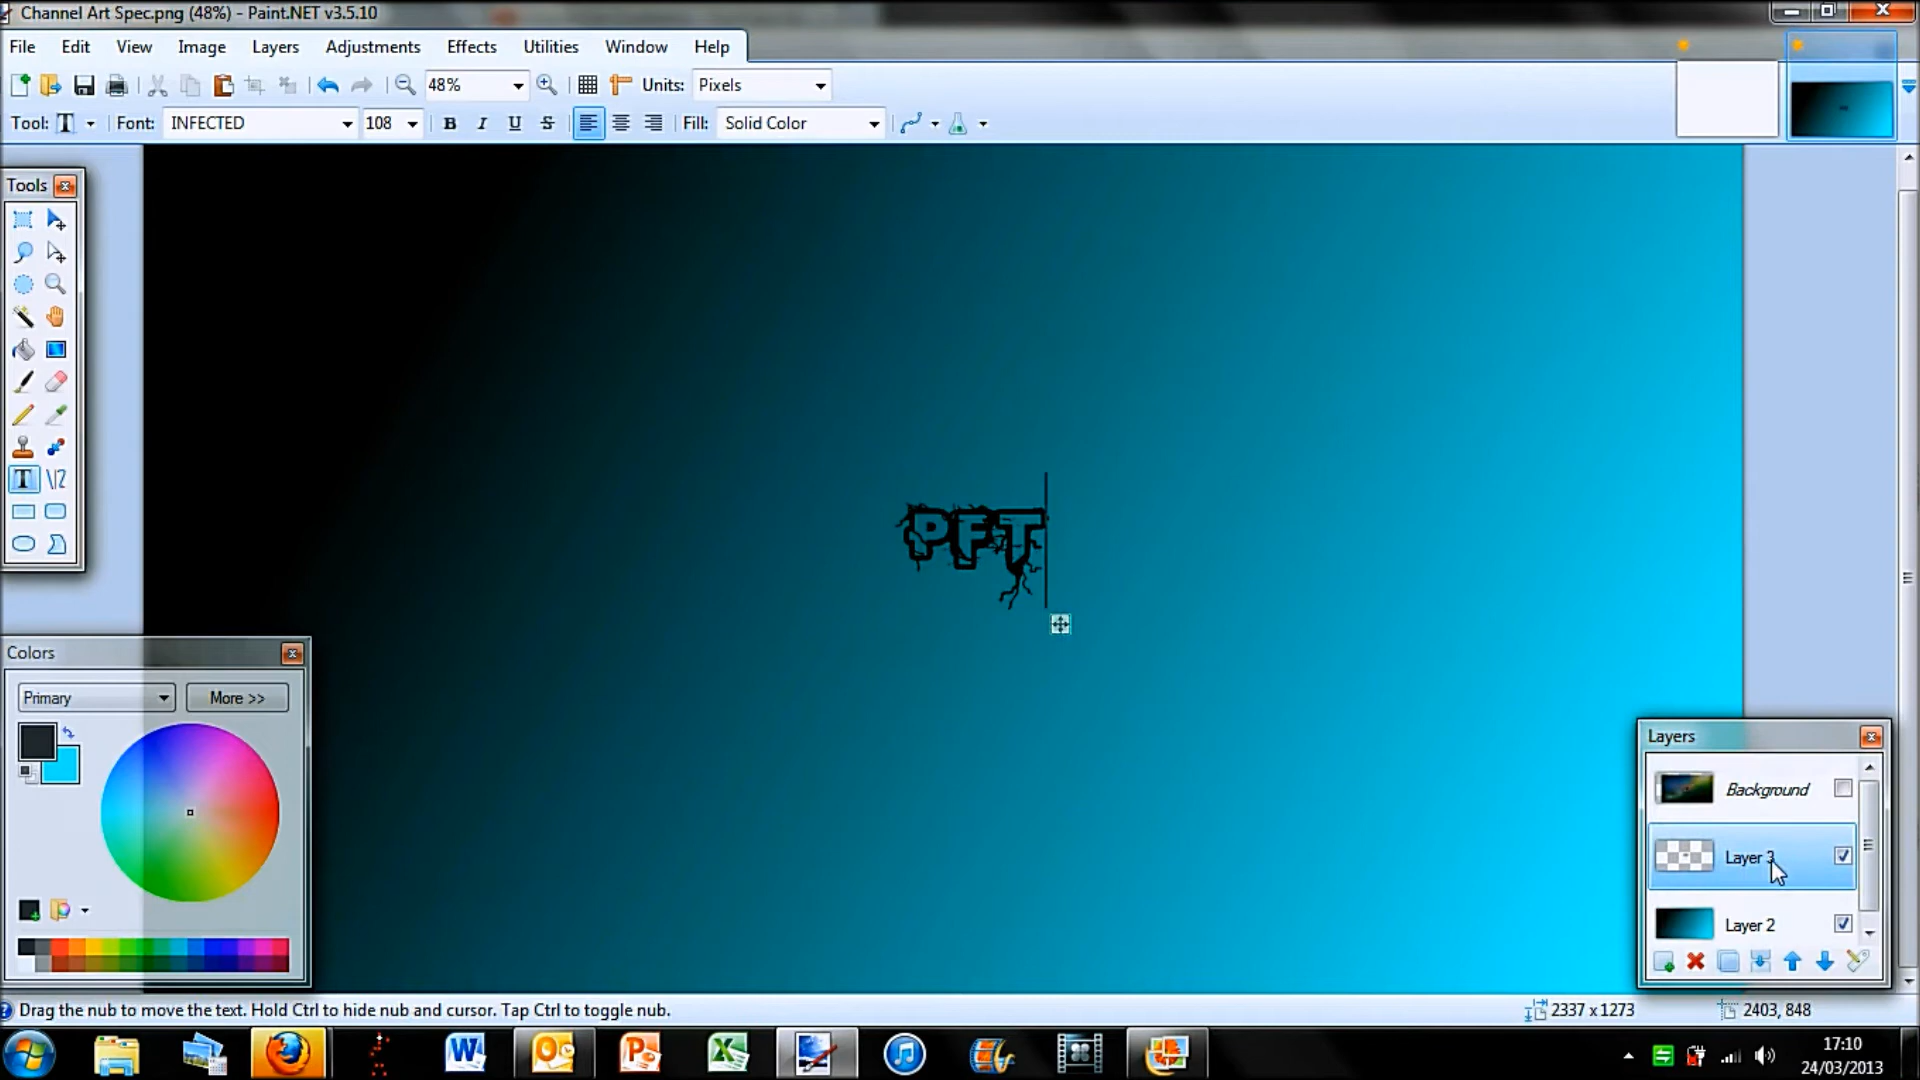 Channel Art Spec.png (48%) - Paint.NET v3.5.10
File Edit View Image Layers Adjustments Effects Utilities Window Help
48% Units: Pixels
Tool: T Font: INFECTED 108 B I U S Fill: Solid Color
Tools
T
PFT
Colors
Primary More >>
Layers
Background
Layer 3
Layer 2
Drag the nub to move the text. Hold Ctrl to hide nub and cursor. Tap Ctrl to toggle nub.
2337 x 1273 2403, 848
17:10
24/03/2013